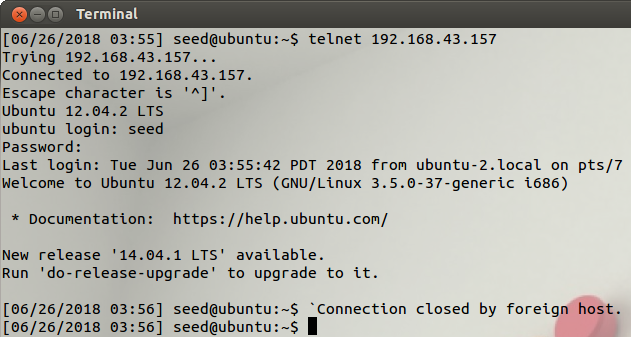 Terminal
[06/26/2018 03:55] seed@ubuntu:~$ telnet 192.168.43.157
Trying 192.168.43.157...
Connected to 192.168.43.157.
Escape character is '^]'.
Ubuntu 12.04.2 LTS
ubuntu login: seed
Password:
Last login: Tue Jun 26 03:55:42 PDT 2018 from ubuntu-2.local on pts/7
Welcome to Ubuntu 12.04.2 LTS (GNU/Linux 3.5.0-37-generic i686)
* Documentation:  https://help.ubuntu.com/
New release '14.04.1 LTS' available.
Run 'do-release-upgrade' to upgrade to it.
[06/26/2018 03:56] seed@ubuntu:~$ `Connection closed by foreign host.
[06/26/2018 03:56] seed@ubuntu:~$